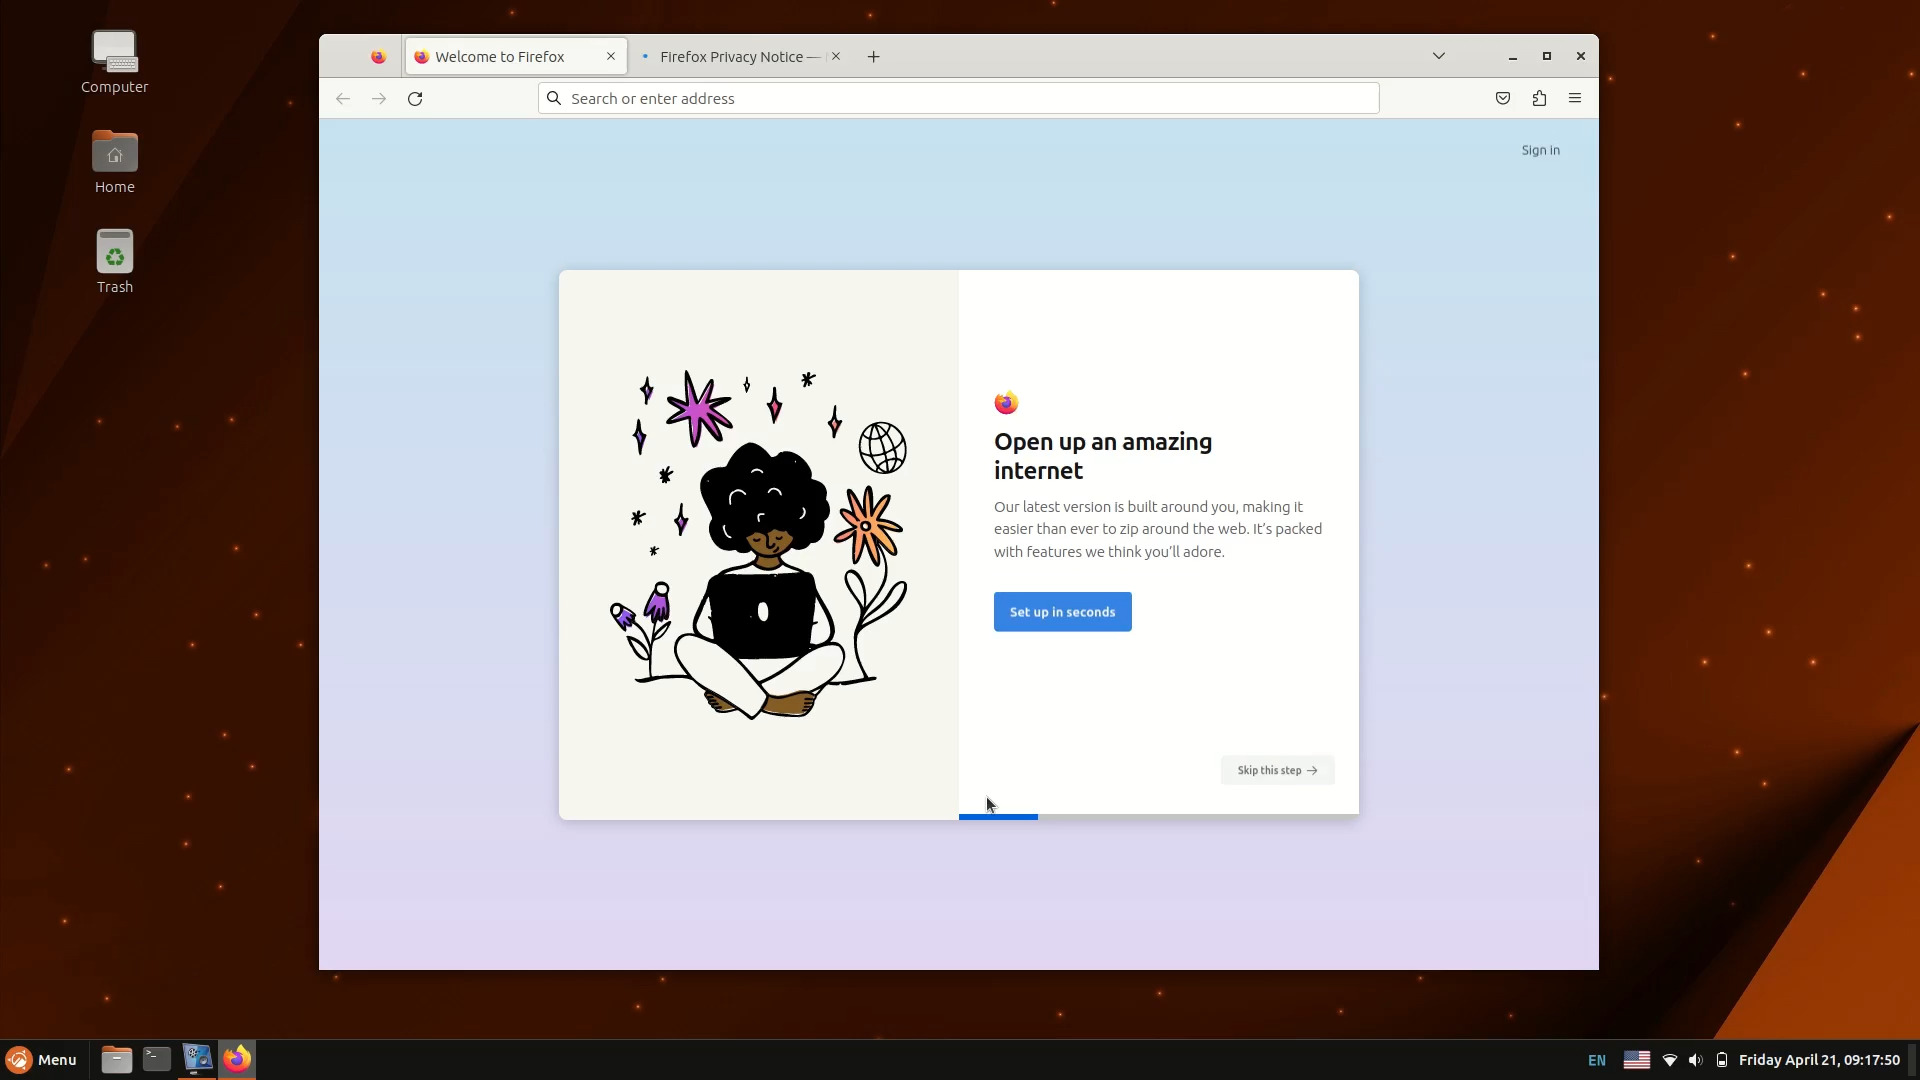 Computer
Home
Trash
Welcome to Firefox
Firefox Privacy Notice —
Search or enter address
Sign in
Open up an amazing
internet
Our latest version is built around you, making it
easier than ever to zip around the web. It’s packed
with features we think you’ll adore.
Set up in seconds
Skip this step →
Menu
EN
Friday April 21, 09:17:50